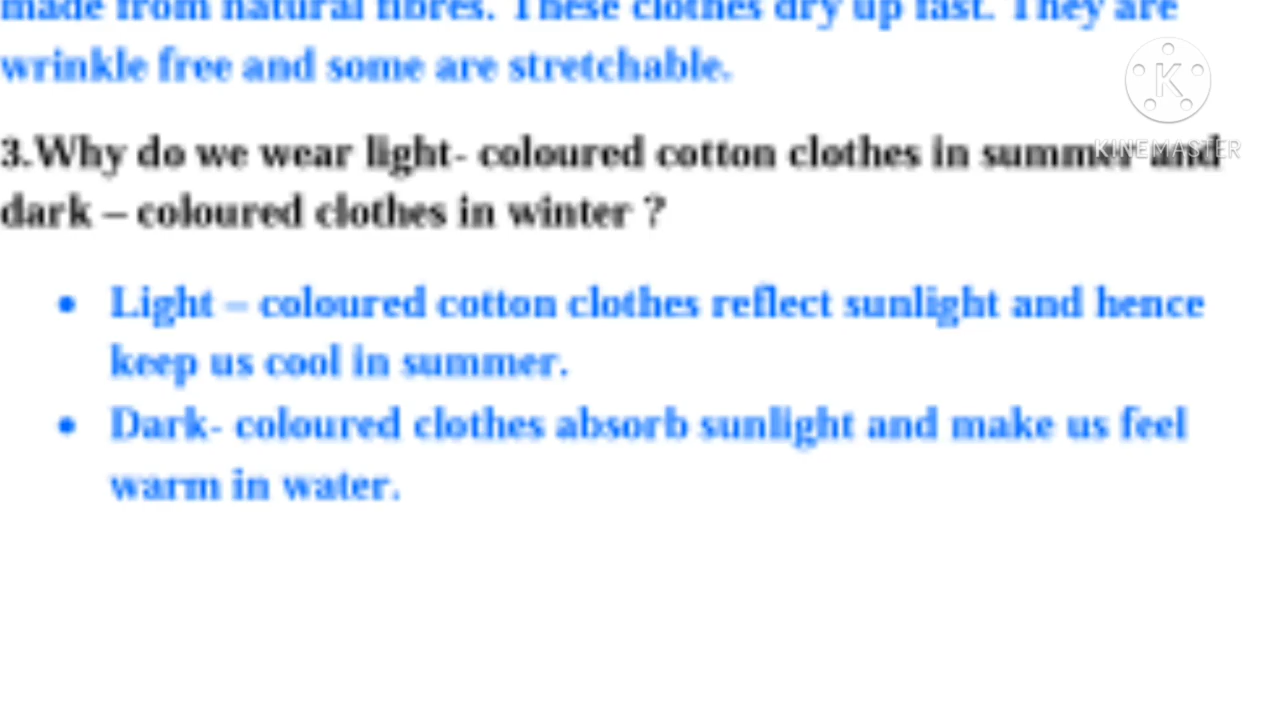 made from natural fibres. These clothes dry up fast. They are
wrinkle free and some are stretchable.
KINEMASTER
3.Why do we wear light- coloured cotton clothes in summer and
dark – coloured clothes in winter ?
• Light – coloured cotton clothes reflect sunlight and hence
keep us cool in summer.
• Dark- coloured clothes absorb sunlight and make us feel
warm in water.